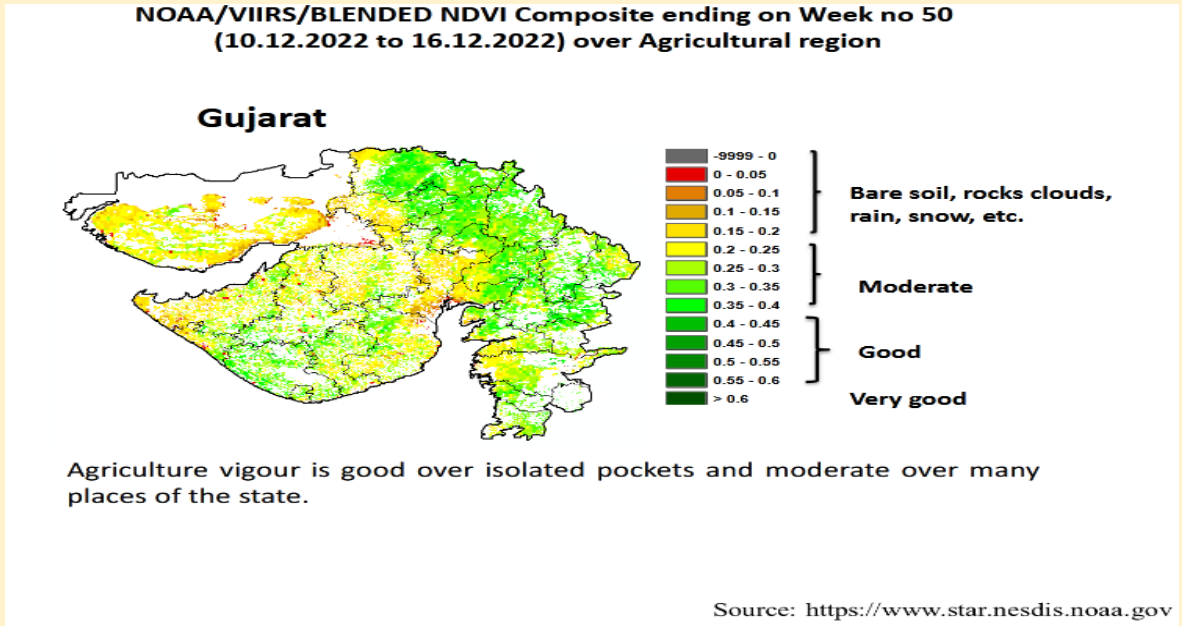 NOAA/VIIRS/BLENDED NDVI Composite ending on Week no 50
(10.12.2022 to 16.12.2022) over Agricultural region
Gujarat
-9999 - 0
0 - 0.05
0.05 - 0.1
0.1 - 0.15
0.15 - 0.2
0.2 - 0.25
0.25 - 0.3
0.3 - 0.35
0.35 - 0.4
0.4 - 0.45
0.45 - 0.5
0.5 - 0.55
0.55 - 0.6
> 0.6
Bare soil, rocks clouds,
rain, snow, etc.
Moderate
Good
Very good
Agriculture vigour is good over isolated pockets and moderate over many
places of the state.
Source: https://www.star.nesdis.noaa.gov